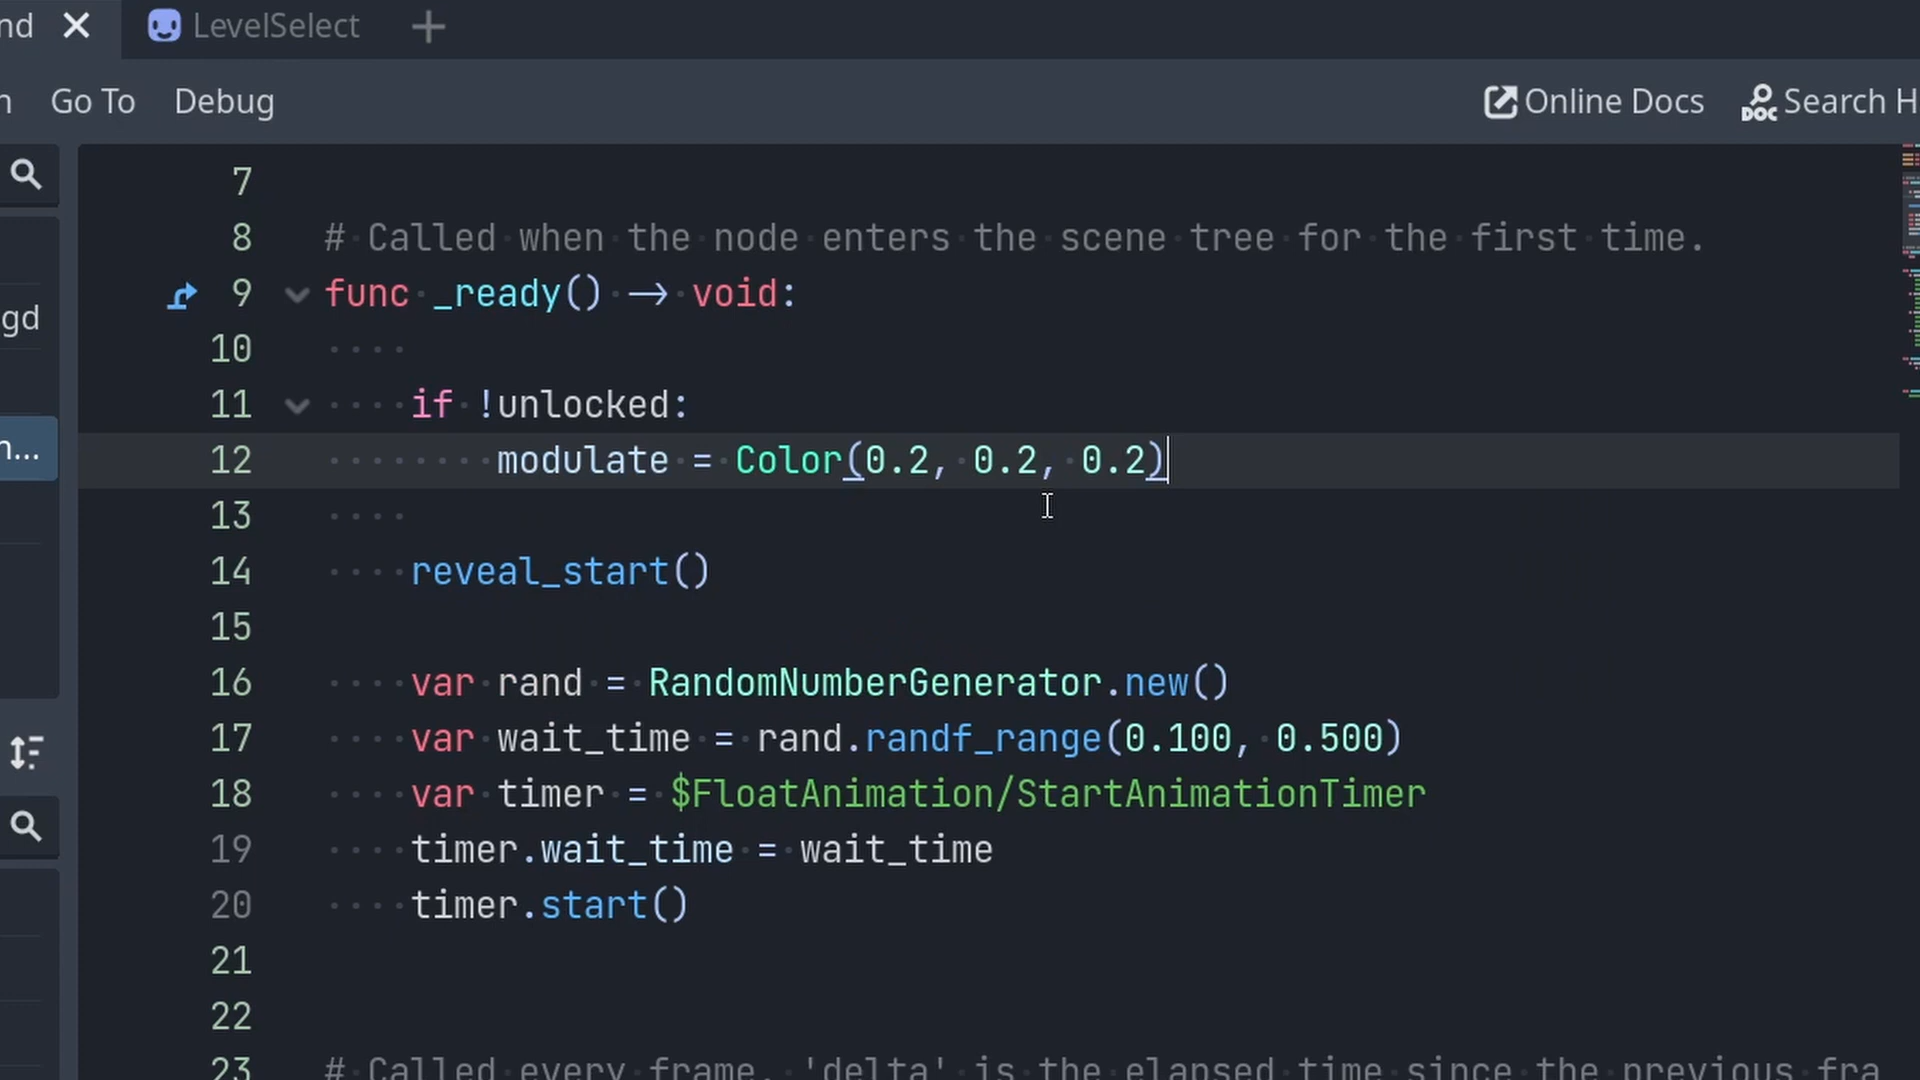 nd
LevelSelect
Go To Debug
Online Docs
Search H
gd
n...
7
8 # Called when the node enters the scene tree for the first time.
9 func _ready() -> void:
10
11 if !unlocked:
12 modulate = Color(0.2, 0.2, 0.2)
13
14 reveal_start()
15
16 var rand = RandomNumberGenerator.new()
17 var wait_time = rand.randf_range(0.100, 0.500)
18 var timer = $FloatAnimation/StartAnimationTimer
19 timer.wait_time = wait_time
20 timer.start()
21
22
23 # Called every frame. 'delta' is the elapsed time since the previous fra